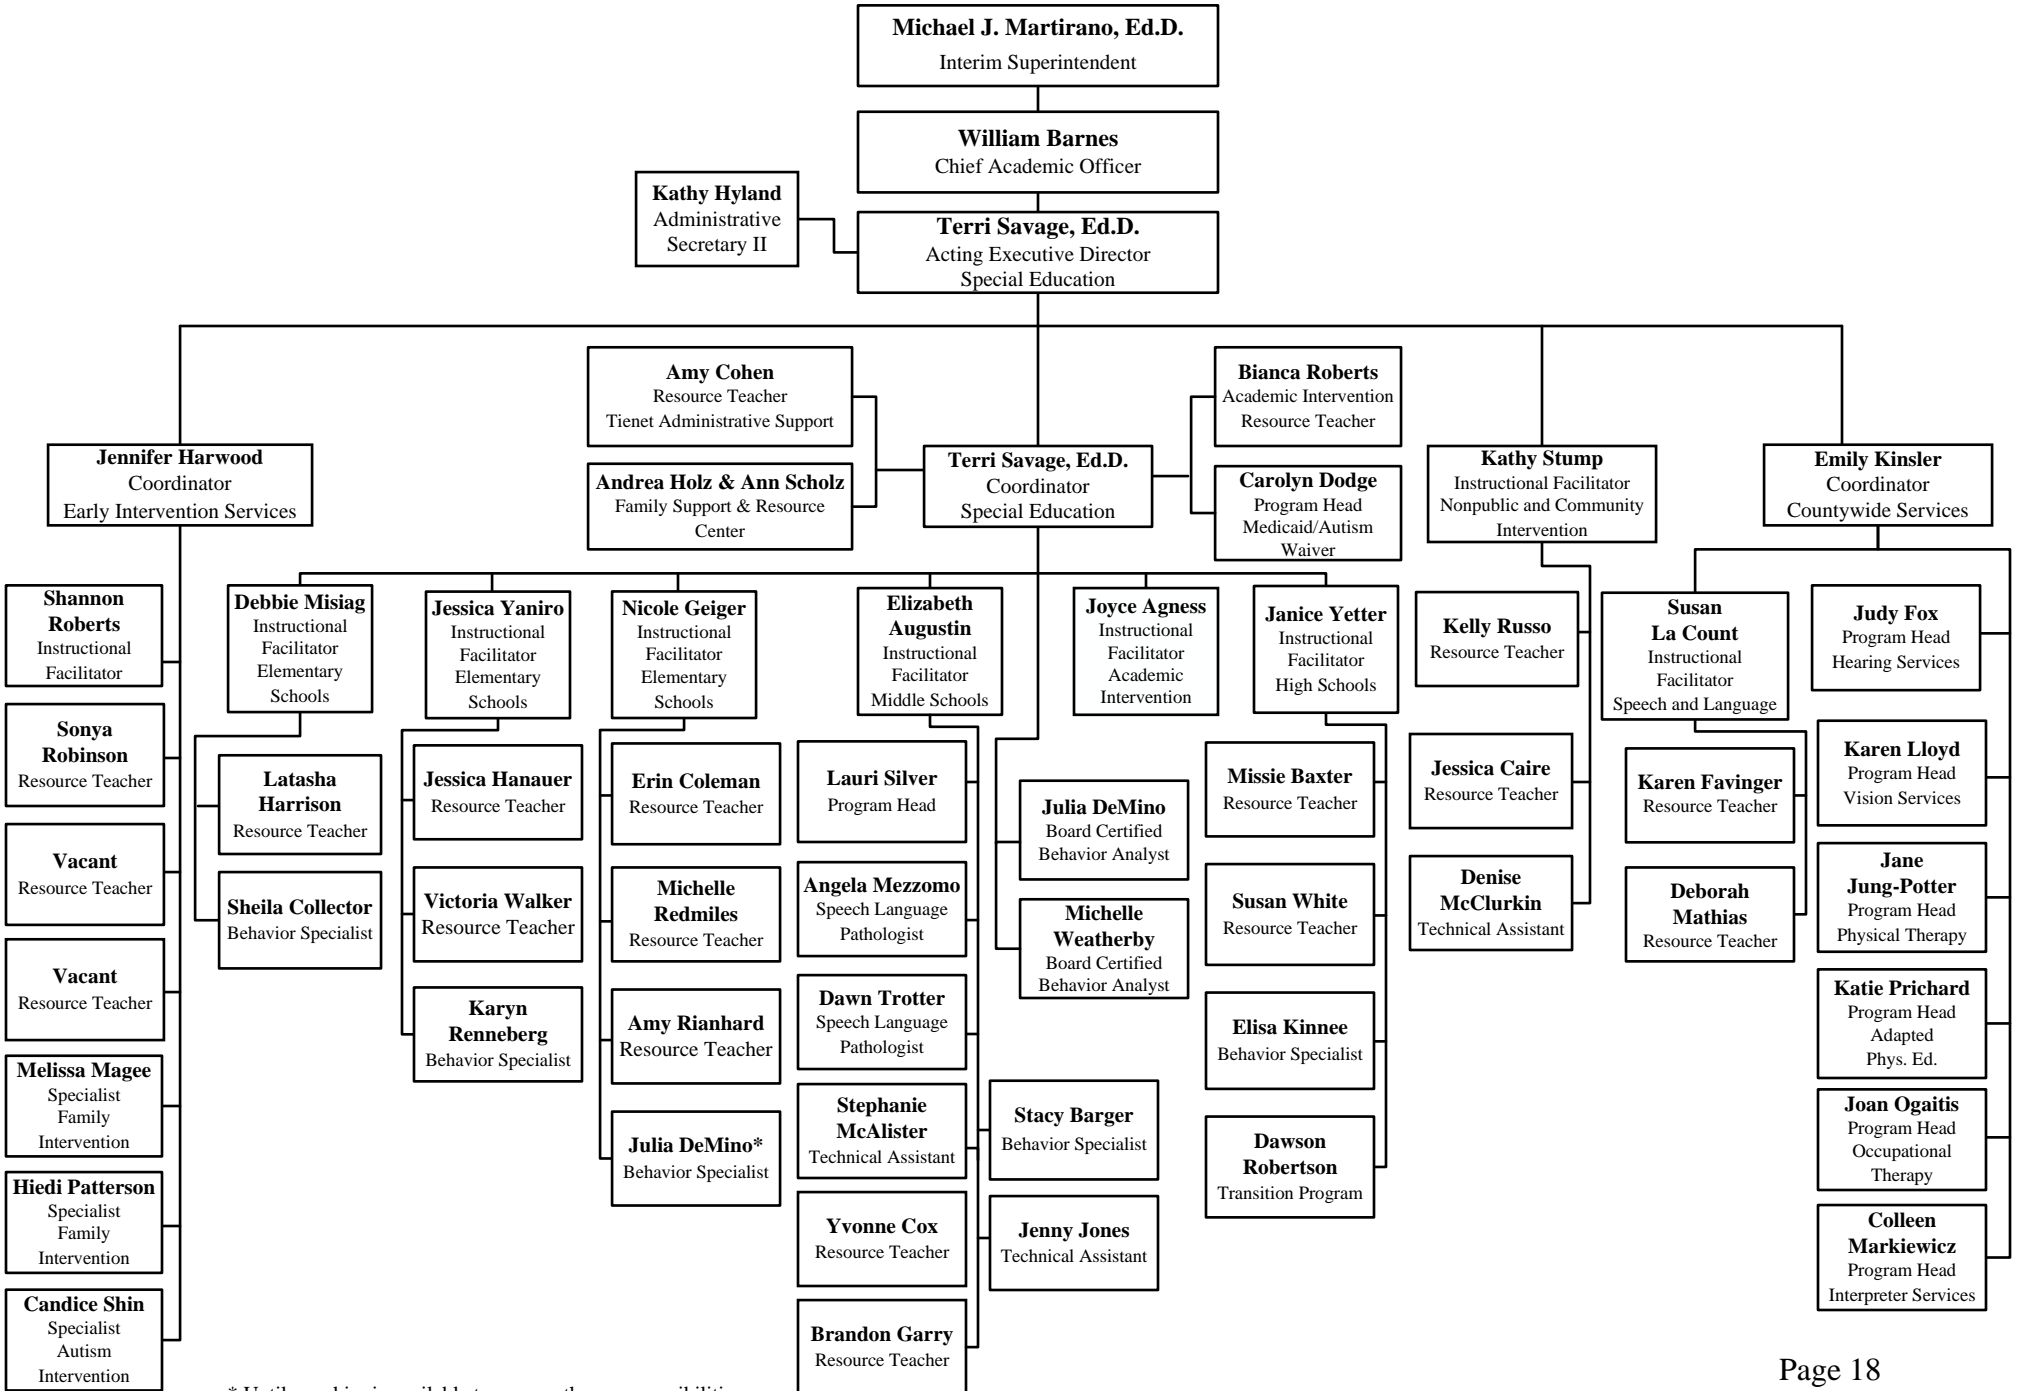 Michael J. Martirano, Ed.D.
Interim Superintendent
William Barnes
Chief Academic Officer
Kathy Hyland
Administrative
Secretary II
Terri Savage, Ed.D.
Acting Executive Director
Special Education
Amy Cohen
Resource Teacher
Tienet Administrative Support
Andrea Holz & Ann Scholz
Family Support & Resource
Center
Bianca Roberts
Academic Intervention
Resource Teacher
Carolyn Dodge
Program Head
Medicaid/Autism
Waiver
Jennifer Harwood
Coordinator
Early Intervention Services
Terri Savage, Ed.D.
Coordinator
Special Education
Kathy Stump
Instructional Facilitator
Nonpublic and Community
Intervention
Emily Kinsler
Coordinator
Countywide Services
Shannon
Roberts
Instructional
Facilitator
Sonya
Robinson
Resource Teacher
Vacant
Resource Teacher
Vacant
Resource Teacher
Melissa Magee
Specialist
Family
Intervention
Hiedi Patterson
Specialist
Family
Intervention
Candice Shin
Specialist
Autism
Intervention
Debbie Misiag
Instructional
Facilitator
Elementary
Schools
Latasha
Harrison
Resource Teacher
Sheila Collector
Behavior Specialist
Jessica Yaniro
Instructional
Facilitator
Elementary
Schools
Jessica Hanauer
Resource Teacher
Victoria Walker
Resource Teacher
Karyn
Renneberg
Behavior Specialist
Nicole Geiger
Instructional
Facilitator
Elementary
Schools
Erin Coleman
Resource Teacher
Michelle
Redmiles
Resource Teacher
Amy Rianhard
Resource Teacher
Julia DeMino*
Behavior Specialist
Elizabeth
Augustin
Instructional
Facilitator
Middle Schools
Lauri Silver
Program Head
Angela Mezzomo
Speech Language
Pathologist
Dawn Trotter
Speech Language
Pathologist
Stephanie
McAlister
Technical Assistant
Yvonne Cox
Resource Teacher
Brandon Garry
Resource Teacher
Stacy Barger
Behavior Specialist
Jenny Jones
Technical Assistant
Joyce Agness
Instructional
Facilitator
Academic
Intervention
Julia DeMino
Board Certified
Behavior Analyst
Michelle
Weatherby
Board Certified
Behavior Analyst
Janice Yetter
Instructional
Facilitator
High Schools
Missie Baxter
Resource Teacher
Susan White
Resource Teacher
Elisa Kinnee
Behavior Specialist
Dawson
Robertson
Transition Program
Kelly Russo
Resource Teacher
Jessica Caire
Resource Teacher
Denise
McClurkin
Technical Assistant
Susan
La Count
Instructional
Facilitator
Speech and Language
Karen Favinger
Resource Teacher
Deborah
Mathias
Resource Teacher
Judy Fox
Program Head
Hearing Services
Karen Lloyd
Program Head
Vision Services
Jane
Jung-Potter
Program Head
Physical Therapy
Katie Prichard
Program Head
Adapted
Phys. Ed.
Joan Ogaitis
Program Head
Occupational
Therapy
Colleen
Markiewicz
Program Head
Interpreter Services
Page 18